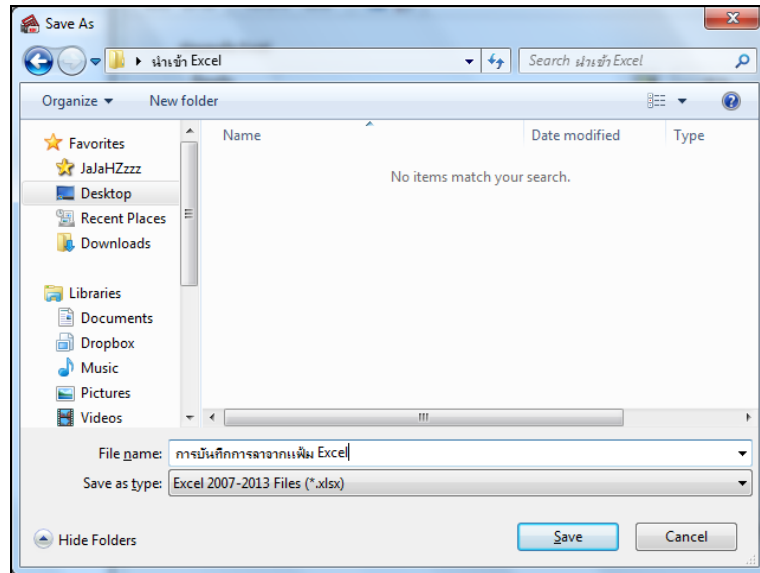 Save As
นำเข้า Excel
Search นำเข้า Excel
Organize
New folder
Name
Date modified
Type
No items match your search.
Favorites
JaJaHZzzz
Desktop
Recent Places
Downloads
Libraries
Documents
Dropbox
Music
Pictures
Videos
File name: การบันทึกการลาจากแฟ้ม Excel
Save as type: Excel 2007-2013 Files (*.xlsx)
Hide Folders
Save
Cancel